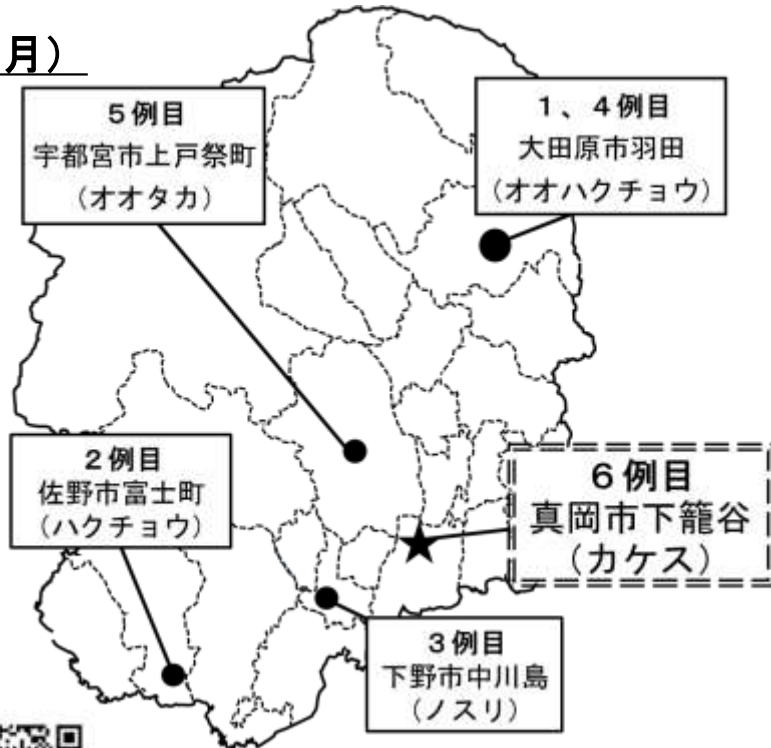 月）
5例目
宇都宮市上戸祭町
（オオタカ）
1、4例目
大田原市羽田
（オオハクチョウ）
2例目
佐野市富士町
（ハクチョウ）
6例目
真岡市下籠谷
（カケス）
3例目
下野市中川島
（ノスリ）